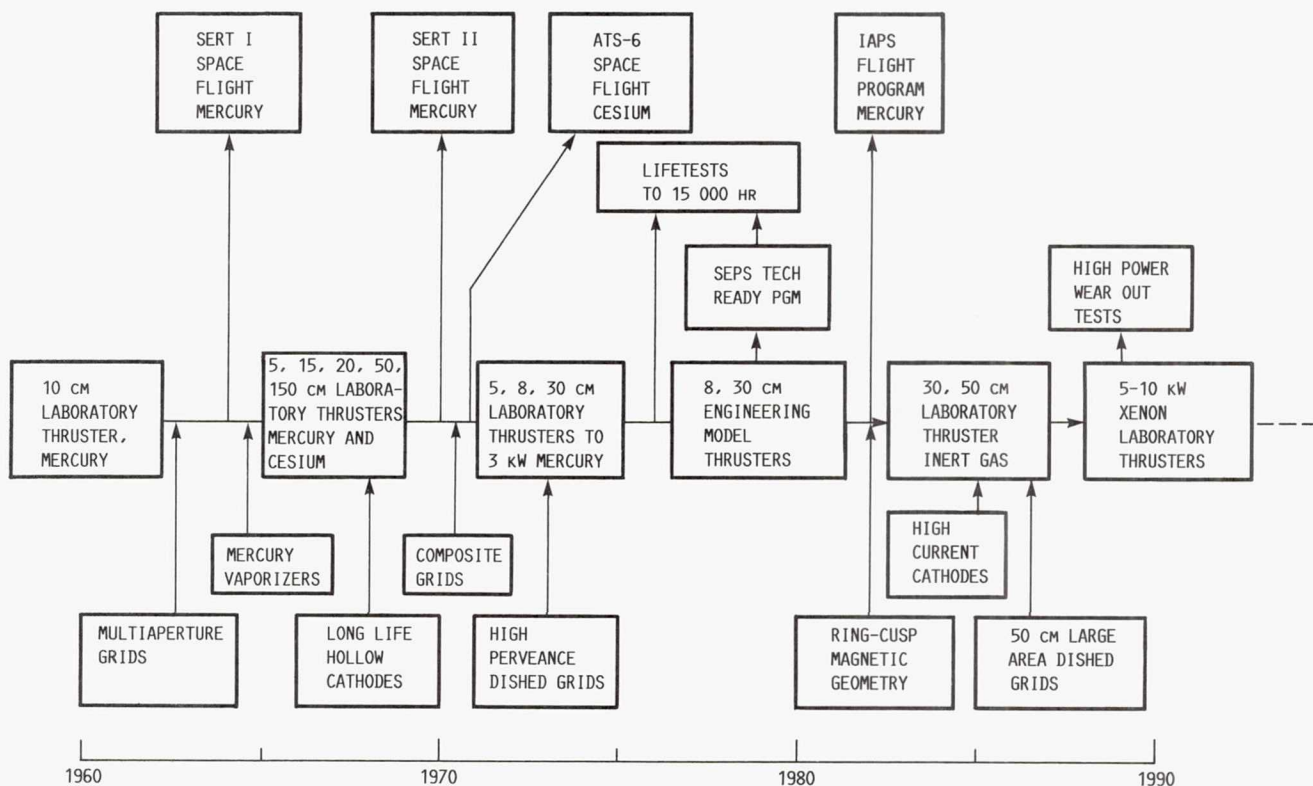 SERT I
SPACE
FLIGHT
MERCURY
SERT II
SPACE
FLIGHT
MERCURY
ATS-6
SPACE
FLIGHT
CESIUM
IAPS
FLIGHT
PROGRAM
MERCURY
LIFETESTS
TO 15 000 HR
SEPS TECH
READY PGM
HIGH POWER
WEAR OUT
TESTS
10 CM
LABORATORY
THRUSTER,
MERCURY
5, 15, 20, 50,
150 CM LABORA-
TORY THRUSTERS
MERCURY AND
CESIUM
5, 8, 30 CM
LABORATORY
THRUSTERS TO
3 KW MERCURY
8, 30 CM
ENGINEERING
MODEL
THRUSTERS
30, 50 CM
LABORATORY
THRUSTER
INERT GAS
5-10 KW
XENON
LABORATORY
THRUSTERS
MERCURY
VAPORIZERS
COMPOSITE
GRIDS
HIGH
CURRENT
CATHODES
MULTIAPERTURE
GRIDS
LONG LIFE
HOLLOW
CATHODES
HIGH
PERVEANCE
DISHED GRIDS
RING-CUSP
MAGNETIC
GEOMETRY
50 CM LARGE
AREA DISHED
GRIDS
1960
1970
1980
1990